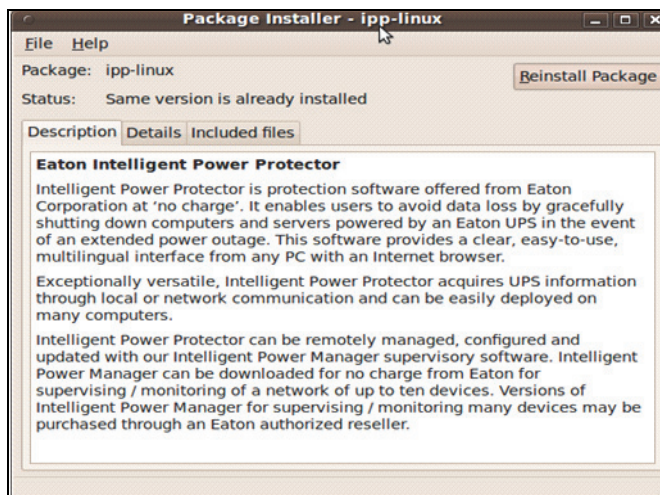 Package Installer - ipp-linux
File Help
Package: ipp-linux
Reinstall Package
Status: Same version is already installed
Description Details Included files
Eaton Intelligent Power Protector
Intelligent Power Protector is protection software offered from Eaton
Corporation at ‘no charge’. It enables users to avoid data loss by gracefully
shutting down computers and servers powered by an Eaton UPS in the event
of an extended power outage. This software provides a clear, easy-to-use,
multilingual interface from any PC with an Internet browser.
Exceptionally versatile, Intelligent Power Protector acquires UPS information
through local or network communication and can be easily deployed on
many computers.
Intelligent Power Protector can be remotely managed, configured and
updated with our Intelligent Power Manager supervisory software. Intelligent
Power Manager can be downloaded for no charge from Eaton for
supervising / monitoring of a network of up to ten devices. Versions of
Intelligent Power Manager for supervising / monitoring many devices may be
purchased through an Eaton authorized reseller.